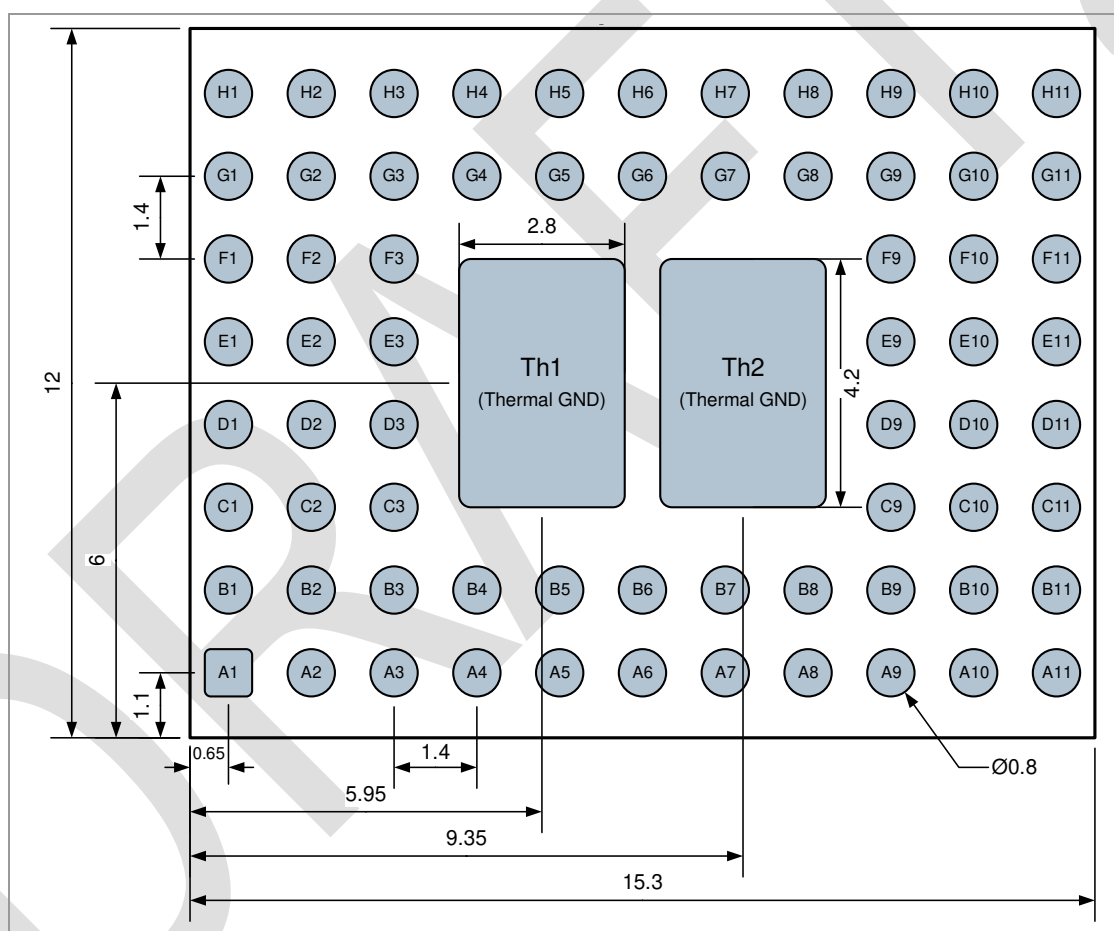 H1 H2 H3 H4 H5 H6 H7 H8 H9 H10 H11
G1 G2 G3 G4 G5 G6 G7 G8 G9 G10 G11
1.4
2.8
F1 F2 F3 F9 F10 F11
E1 E2 E3 E9 E10 E11
Th1 Th2
12
4.2
(Thermal GND) (Thermal GND)
D1 D2 D3 D9 D10 D11
C1 C2 C3 C9 C10 C11
6
B1 B2 B3 B4 B5 B6 B7 B8 B9 B10 B11
A1 A2 A3 A4 A5 A6 A7 A8 A9 A10 A11
1.1
0.65
1.4
Ø0.8
5.95
9.35
15.3